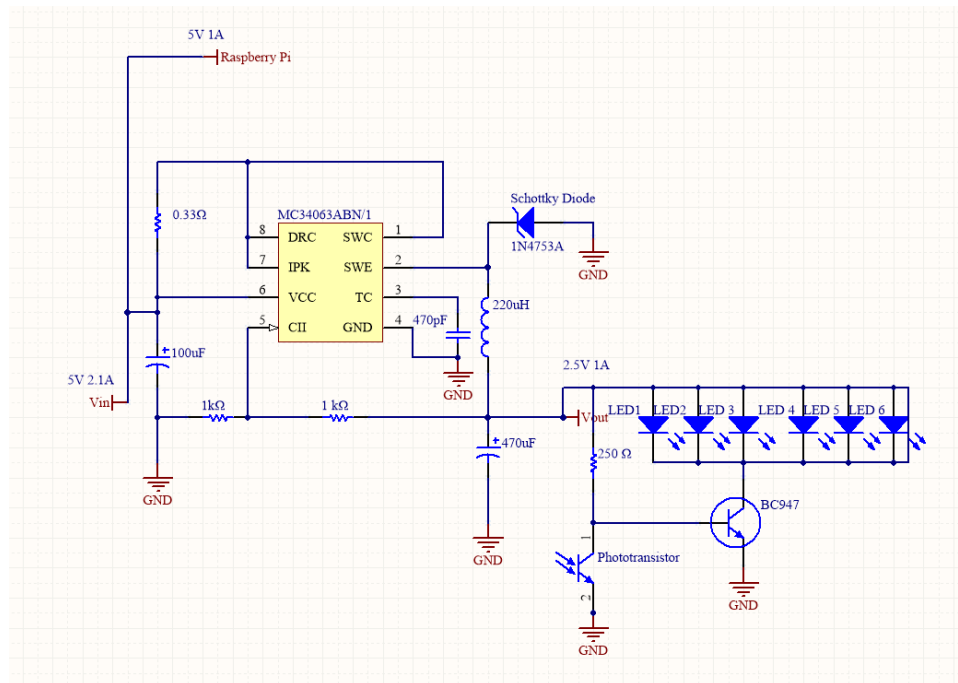 5V 1A
Raspberry Pi
0.33Ω
MC34063ABN/1
8 DRC SWC 1
7 IPK SWE 2
6 VCC TC 3
5 CII GND 4
Schottky Diode
1N4753A
GND
220uH
470pF
GND
+
100uF
5V 2.1A
Vin
1kΩ
1 kΩ
GND
2.5V 1A
Vout
LED1 LED2 LED 3 LED 4 LED 5 LED 6
+
470uF
GND
250 Ω
BC947
GND
1
Phototransistor
2
GND